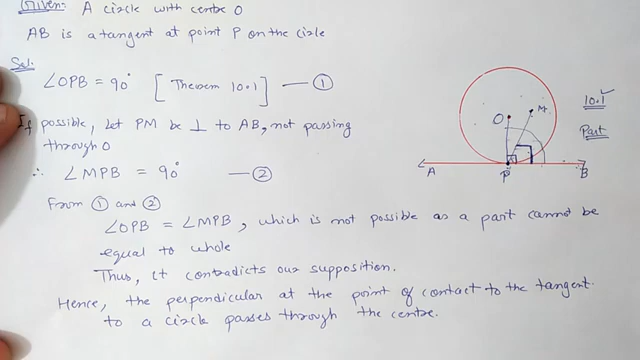 Given: A circle with centre O
AB is a tangent at point P on the circle
Sol:
∠OPB = 90° [Theorem 10.1] — ①
If possible, Let PM be ⊥ to AB, not passing
through O
∴ ∠MPB = 90° — ②
From ① and ②
∠OPB = ∠MPB, which is not possible as a part cannot be
equal to whole
Thus, it contradicts our supposition.
Hence, the perpendicular at the point of contact to the tangent
to a circle passes through the centre.
O
M
A
P
B
10.1
Part